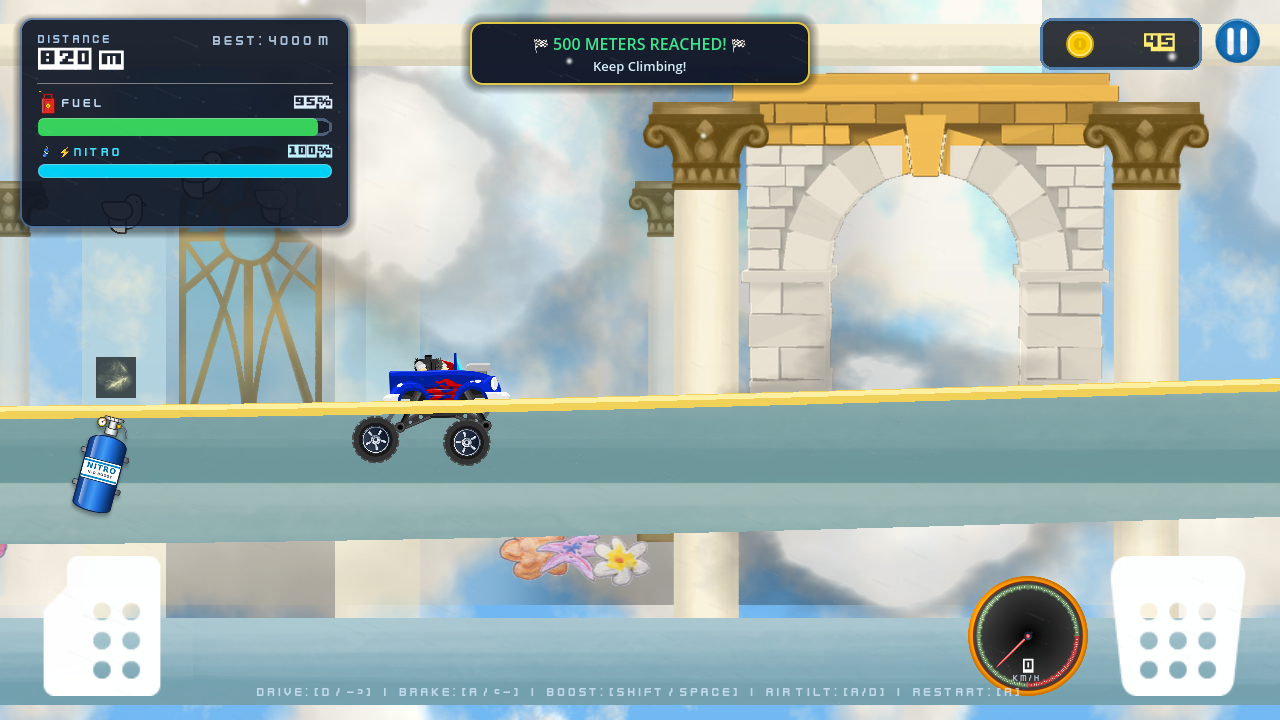 DISTANCE
BEST: 4000 M
820 m
FUEL
95%
NITRO
100%
500 METERS REACHED!
Keep Climbing!
45
NITRO
0
KM/H
DRIVE: [D / →] | BRAKE: [A / ←] | BOOST: [SHIFT / SPACE] | AIR TILT: [A/D] | RESTART: [R]